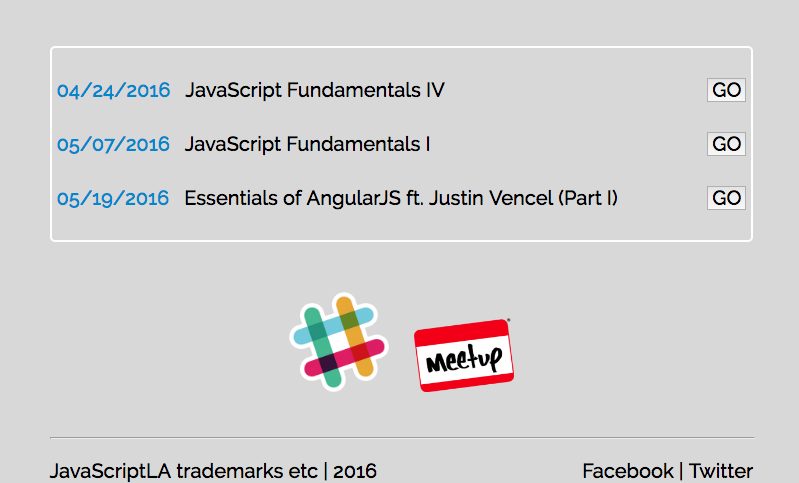 04/24/2016 JavaScript Fundamentals IV GO
05/07/2016 JavaScript Fundamentals I GO
05/19/2016 Essentials of AngularJS ft. Justin Vencel (Part I) GO
meetup
JavaScriptLA trademarks etc | 2016 Facebook | Twitter